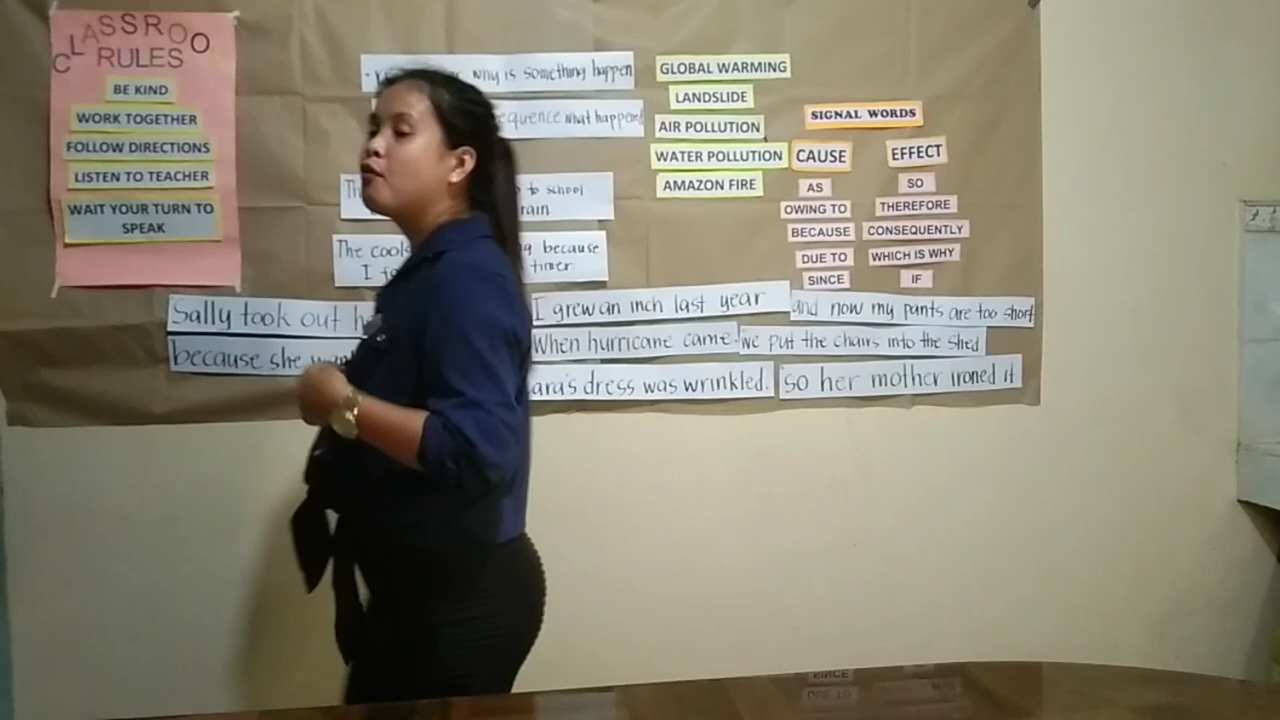 CLASSROO
RULES
BE KIND
WORK TOGETHER
FOLLOW DIRECTIONS
LISTEN TO TEACHER
WAIT YOUR TURN TO
SPEAK
why is something happen
what happened
to school
rain
The because
I timer.
GLOBAL WARMING
LANDSLIDE
AIR POLLUTION
WATER POLLUTION
AMAZON FIRE
SIGNAL WORDS
CAUSE EFFECT
AS SO
OWING TO THEREFORE
BECAUSE CONSEQUENTLY
DUE TO WHICH IS WHY
SINCE IF
Sally took out
because she
I grew an inch last year and now my pants are too short
When hurricane came. we put the chairs into the shed
dress was wrinkled. so her mother ironed it
SINCE
DUE TO